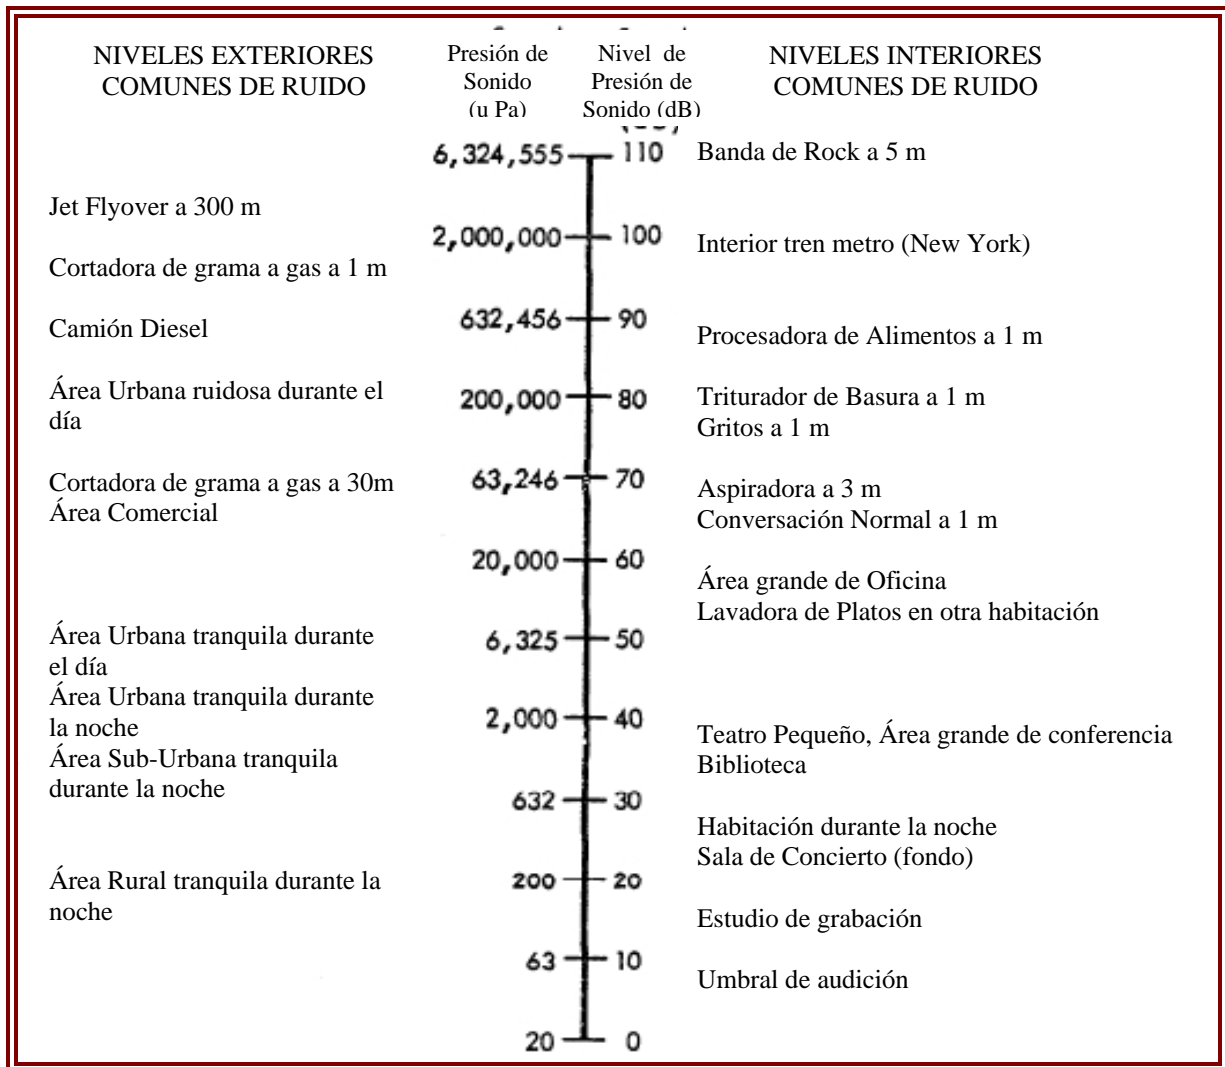 NIVELES EXTERIORES
COMUNES DE RUIDO
Presión de
Sonido
(u Pa)
Nivel de
Presión de
Sonido (dB)
NIVELES INTERIORES
COMUNES DE RUIDO
6,324,555 110 Banda de Rock a 5 m
Jet Flyover a 300 m
2,000,000 100 Interior tren metro (New York)
Cortadora de grama a gas a 1 m
Camión Diesel 632,456 90
Procesadora de Alimentos a 1 m
Área Urbana ruidosa durante el
día
200,000 80 Triturador de Basura a 1 m
Gritos a 1 m
Cortadora de grama a gas a 30m
Área Comercial
63,246 70 Aspiradora a 3 m
Conversación Normal a 1 m
20,000 60 Área grande de Oficina
Lavadora de Platos en otra habitación
Área Urbana tranquila durante
el día
6,325 50
Área Urbana tranquila durante
la noche
2,000 40 Teatro Pequeño, Área grande de conferencia
Biblioteca
Área Sub-Urbana tranquila
durante la noche
632 30
Habitación durante la noche
Sala de Concierto (fondo)
Área Rural tranquila durante la
noche
200 20
Estudio de grabación
63 10
Umbral de audición
20 0